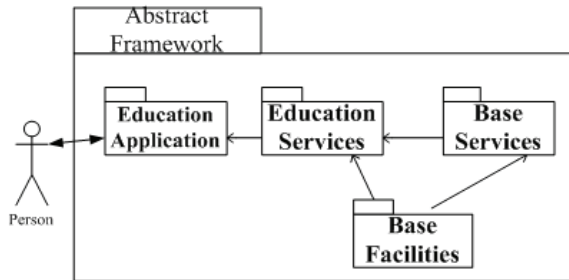 Abstract
Framework
Education
Application
Education
Services
Base
Services
Person
Base
Facilities